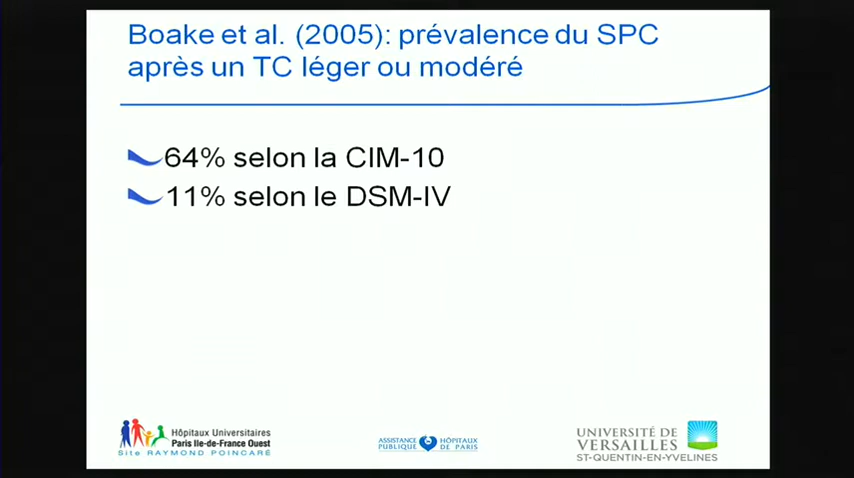 Boake et al. (2005): prévalence du SPC
après un TC léger ou modéré
64% selon la CIM-10
11% selon le DSM-IV
Hôpitaux Universitaires
Paris Ile-de-France Ouest
Site RAYMOND POINCARÉ
ASSISTANCE PUBLIQUE
HÔPITAUX DE PARIS
UNIVERSITÉ DE
VERSAILLES
ST-QUENTIN-EN-YVELINES